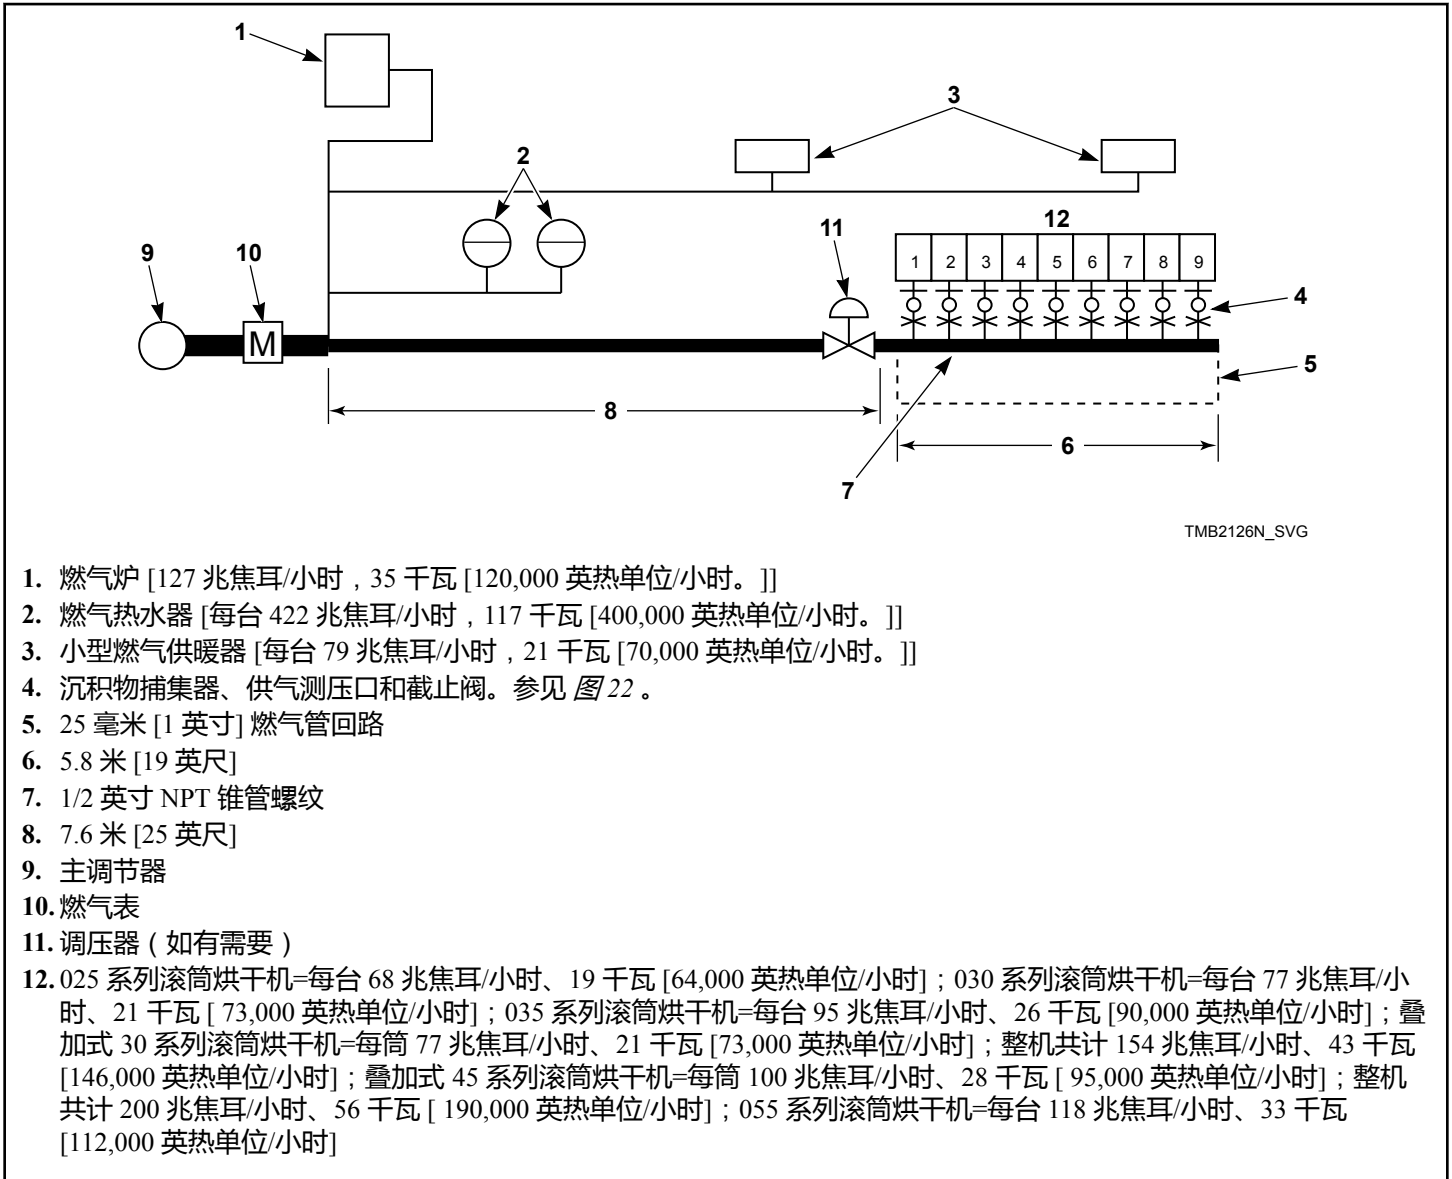 1
3
2
12
11
9
10
1 2 3 4 5 6 7 8 9
4
M
5
8
6
7
TMB2126N_SVG
1. 燃气炉 [127 兆焦耳/小时，35 千瓦 [120,000 英热单位/小时。]]
2. 燃气热水器 [每台 422 兆焦耳/小时，117 千瓦 [400,000 英热单位/小时。]]
3. 小型燃气供暖器 [每台 79 兆焦耳/小时，21 千瓦 [70,000 英热单位/小时。]]
4. 沉积物捕集器、供气测压口和截止阀。参见 图 22 。
5. 25 毫米 [1 英寸] 燃气管回路
6. 5.8 米 [19 英尺]
7. 1/2 英寸 NPT 锥管螺纹
8. 7.6 米 [25 英尺]
9. 主调节器
10. 燃气表
11. 调压器（如有需要）
12. 025 系列滚筒烘干机=每台 68 兆焦耳/小时、19 千瓦 [64,000 英热单位/小时]；030 系列滚筒烘干机=每台 77 兆焦耳/小
时、21 千瓦 [ 73,000 英热单位/小时]；035 系列滚筒烘干机=每台 95 兆焦耳/小时、26 千瓦 [90,000 英热单位/小时]；叠
加式 30 系列滚筒烘干机=每筒 77 兆焦耳/小时、21 千瓦 [73,000 英热单位/小时]；整机共计 154 兆焦耳/小时、43 千瓦
[146,000 英热单位/小时]；叠加式 45 系列滚筒烘干机=每筒 100 兆焦耳/小时、28 千瓦 [ 95,000 英热单位/小时]；整机
共计 200 兆焦耳/小时、56 千瓦 [ 190,000 英热单位/小时]；055 系列滚筒烘干机=每台 118 兆焦耳/小时、33 千瓦
[112,000 英热单位/小时]